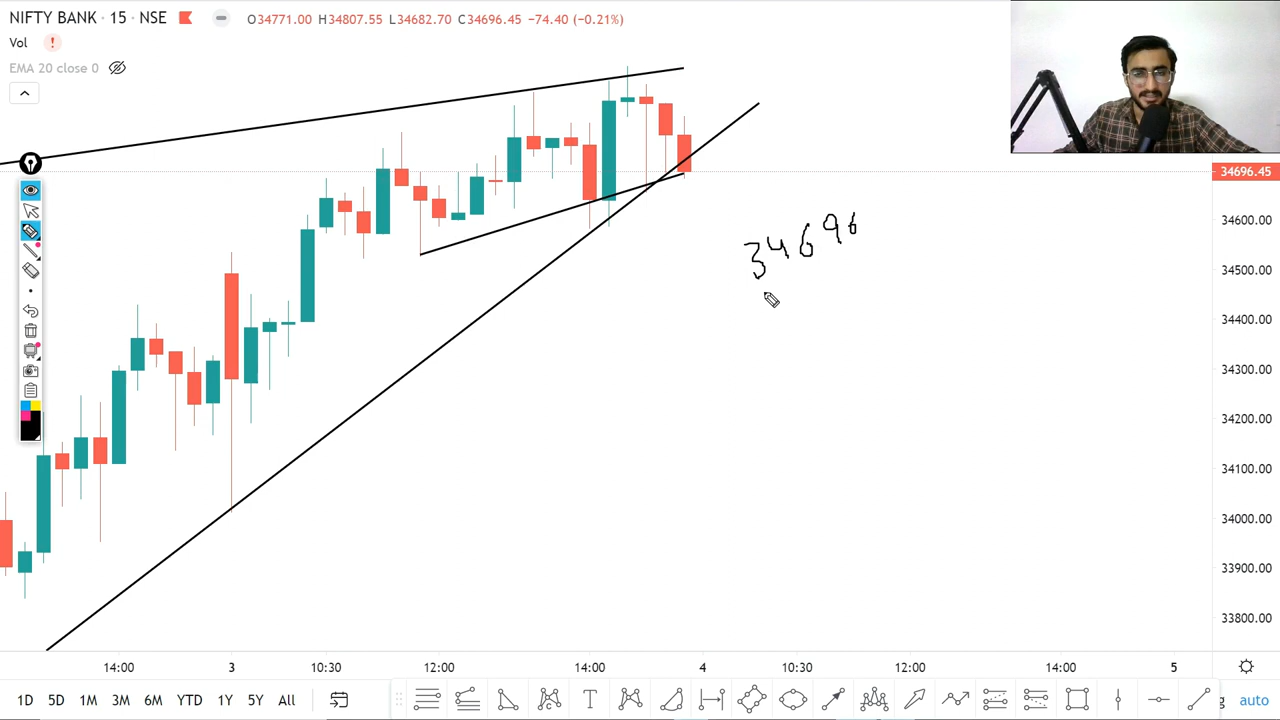 NIFTY BANK · 15 · NSE O34771.00 H34807.55 L34682.70 C34696.45 −74.40 (−0.21%)
Vol
EMA 20 close 0
34696.45
34600.00
34500.00
34400.00
34300.00
34200.00
34100.00
34000.00
33900.00
33800.00
34696
14:00 3 10:30 12:00 14:00 4 10:30 12:00 14:00 5
1D 5D 1M 3M 6M YTD 1Y 5Y All auto